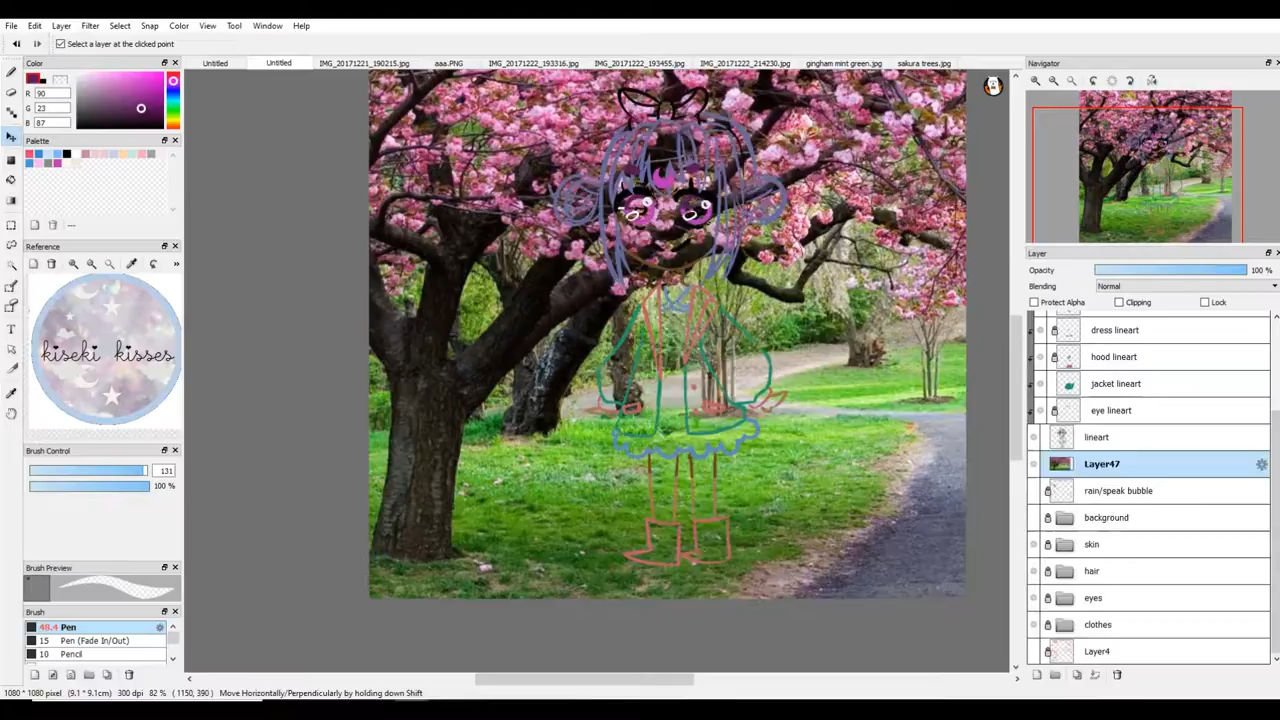 File Edit Layer Filter Select Snap Color View Tool Window Help
Select a layer at the clicked point
Untitled Untitled IMG_20171221_190215.jpg aaa.PNG IMG_20171222_193316.jpg IMG_20171222_193455.jpg IMG_20171222_214230.jpg gingham mint green.jpg sakura trees.jpg
Color
R 90
G 23
B 87
Palette
---
Reference
kiseki kisses
Brush Control
131
100 %
Brush Preview
Brush
48.4 Pen
15 Pen (Fade In/Out)
10 Pencil
Navigator
Layer
Opacity 100 %
Blending Normal
Protect Alpha Clipping Lock
dress lineart
hood lineart
jacket lineart
eye lineart
lineart
Layer47
rain/speak bubble
background
skin
hair
eyes
clothes
Layer4
1080 * 1080 pixel (9.1 * 9.1cm) 300 dpi 82 % ( 1150, 390 ) Move Horizontally/Perpendicularly by holding down Shift